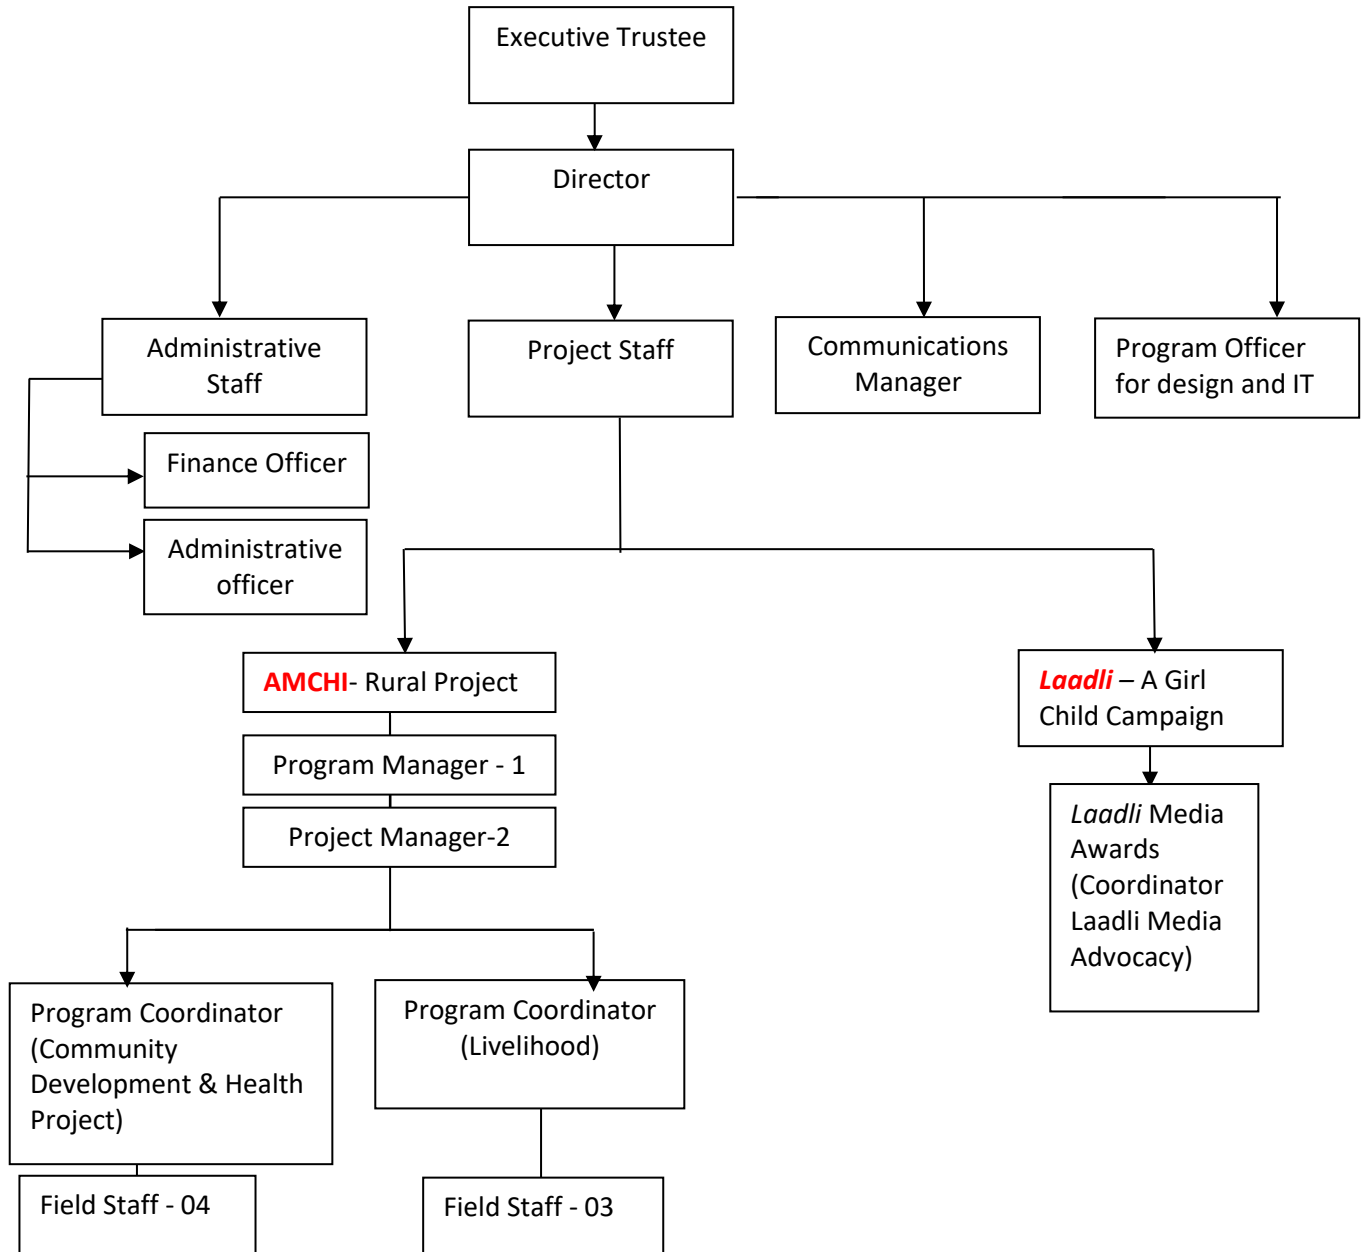 Executive Trustee
Director
Administrative
Staff
Project Staff
Communications
Manager
Program Officer
for design and IT
Finance Officer
Administrative
officer
AMCHI- Rural Project
Laadli – A Girl
Child Campaign
Program Manager - 1
Project Manager-2
Laadli Media
Awards
(Coordinator
Laadli Media
Advocacy)
Program Coordinator
(Community
Development & Health
Project)
Program Coordinator
(Livelihood)
Field Staff - 04
Field Staff - 03